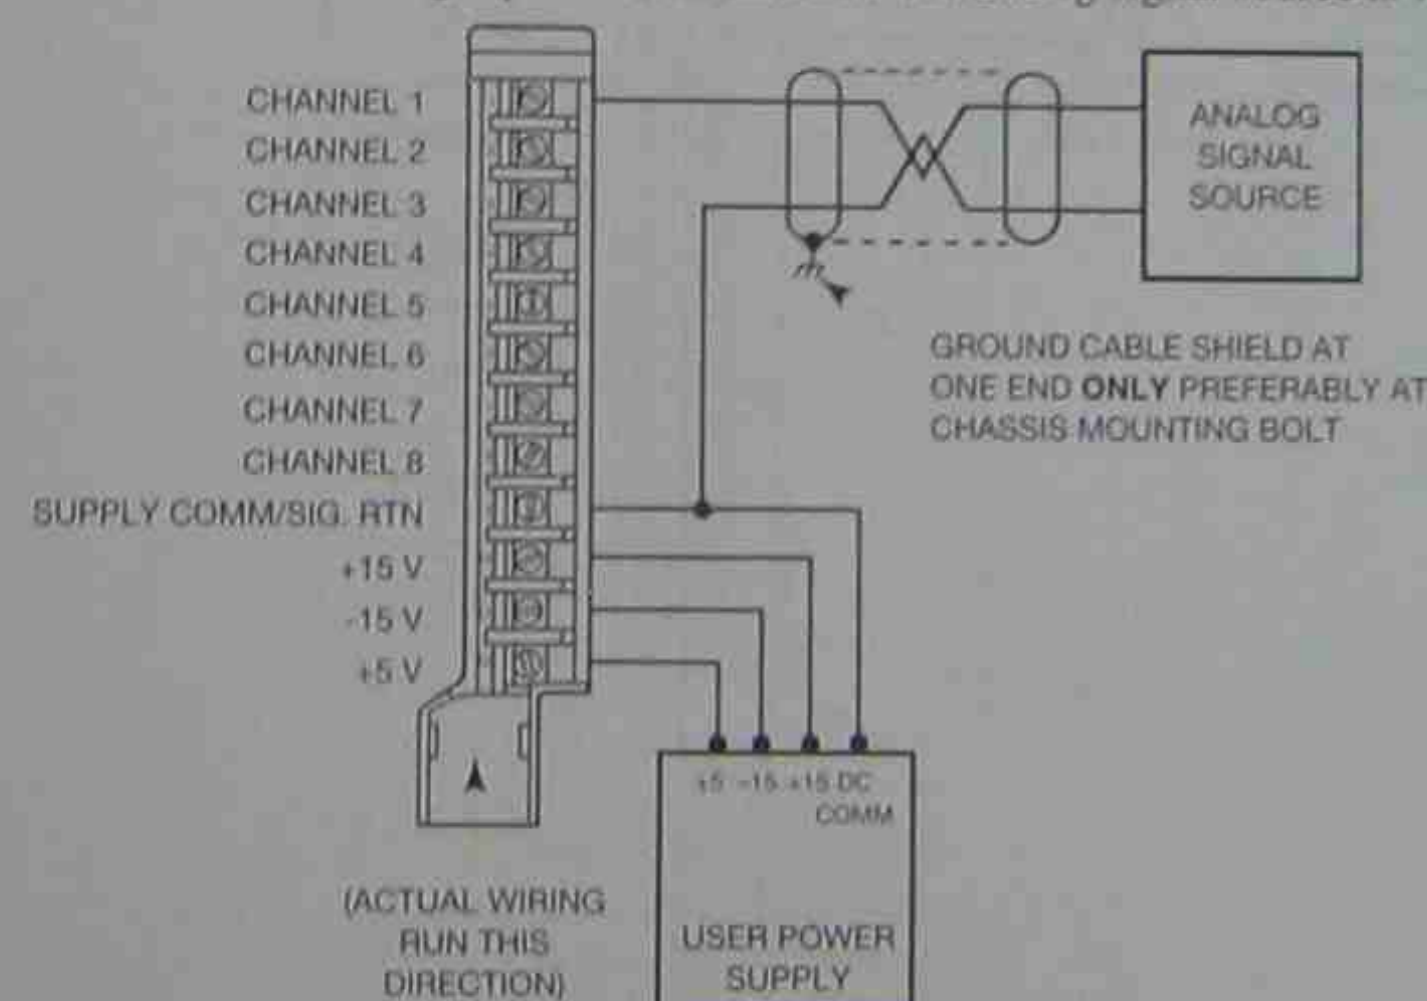 CHANNEL 1
CHANNEL 2
CHANNEL 3
CHANNEL 4
CHANNEL 5
CHANNEL 6
CHANNEL 7
CHANNEL 8
SUPPLY COMM/SIG. RTN
+15 V
-15 V
+5 V
(ACTUAL WIRING
RUN THIS
DIRECTION)
ANALOG
SIGNAL
SOURCE
GROUND CABLE SHIELD AT
ONE END ONLY PREFERABLY AT
CHASSIS MOUNTING BOLT
+5 -15 +15 DC
COMM
USER POWER
SUPPLY